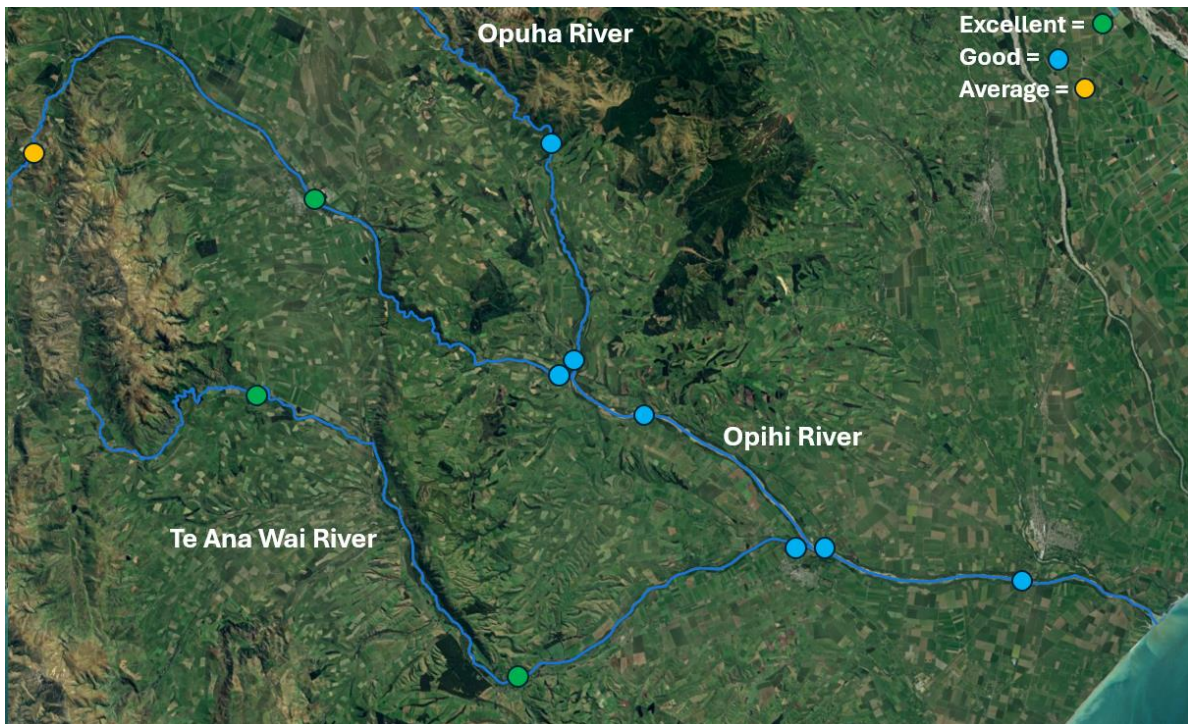 Opuha River
Excellent =
Good =
Average =
Opihi River
Te Ana Wai River